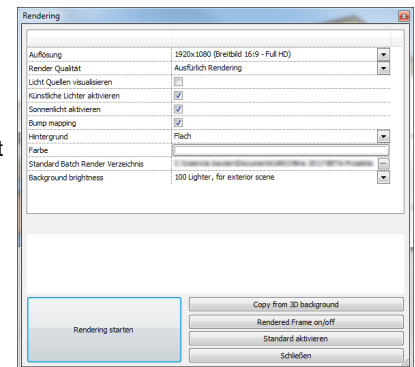 Rendering
Auflösung 1920x1080 (Breitbild 16:9 - Full HD)
Render Qualität Ausfürlich Rendering
Licht Quellen visualisieren
Künstliche Lichter aktivieren
Sonnenlicht aktivieren
Bump mapping
Hintergrund Flach
Farbe
Standard Batch Render Verzeichnis ...
Background brightness 100 Lighter, for exterior scene
t
Rendering starten
Copy from 3D background
Rendered Frame on/off
Standard aktivieren
Schließen